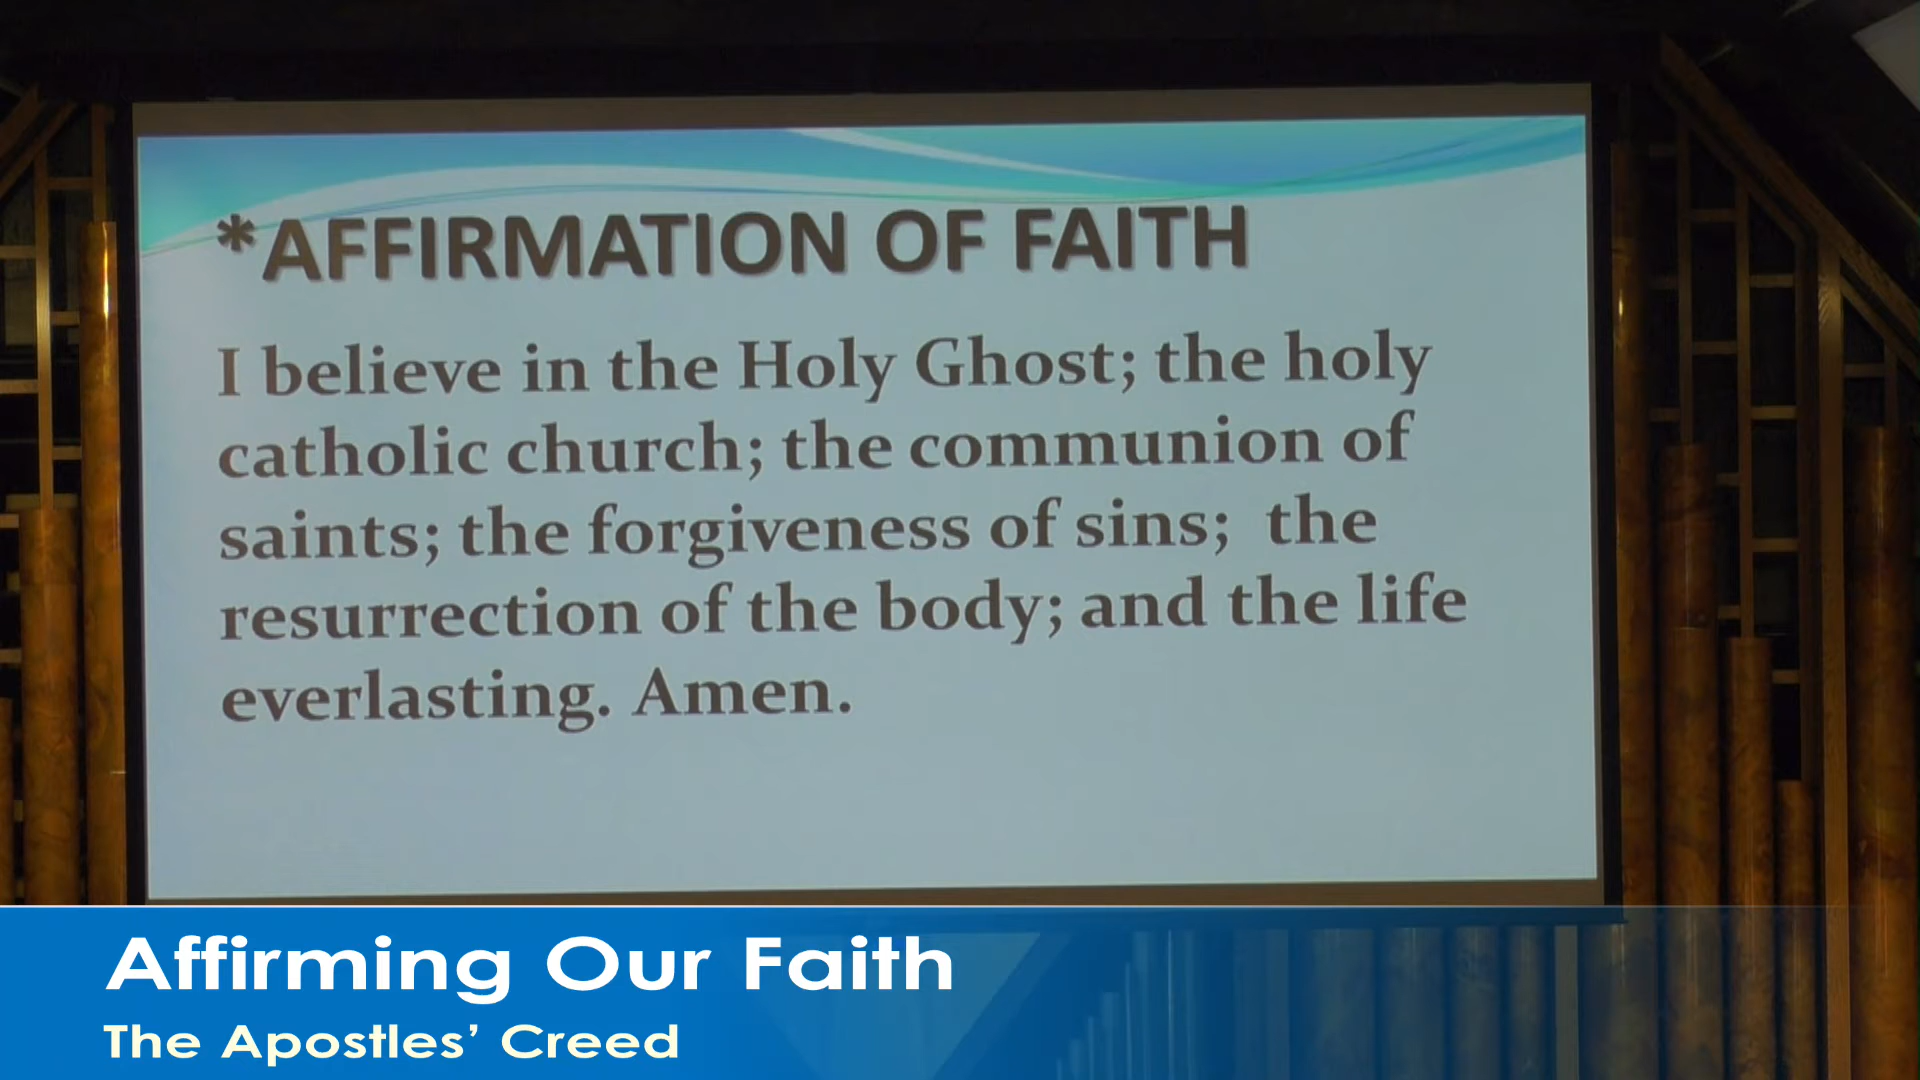 *AFFIRMATION OF FAITH
I believe in the Holy Ghost; the holy
catholic church; the communion of
saints; the forgiveness of sins;  the
resurrection of the body; and the life
everlasting. Amen.
Affirming Our Faith
The Apostles’ Creed